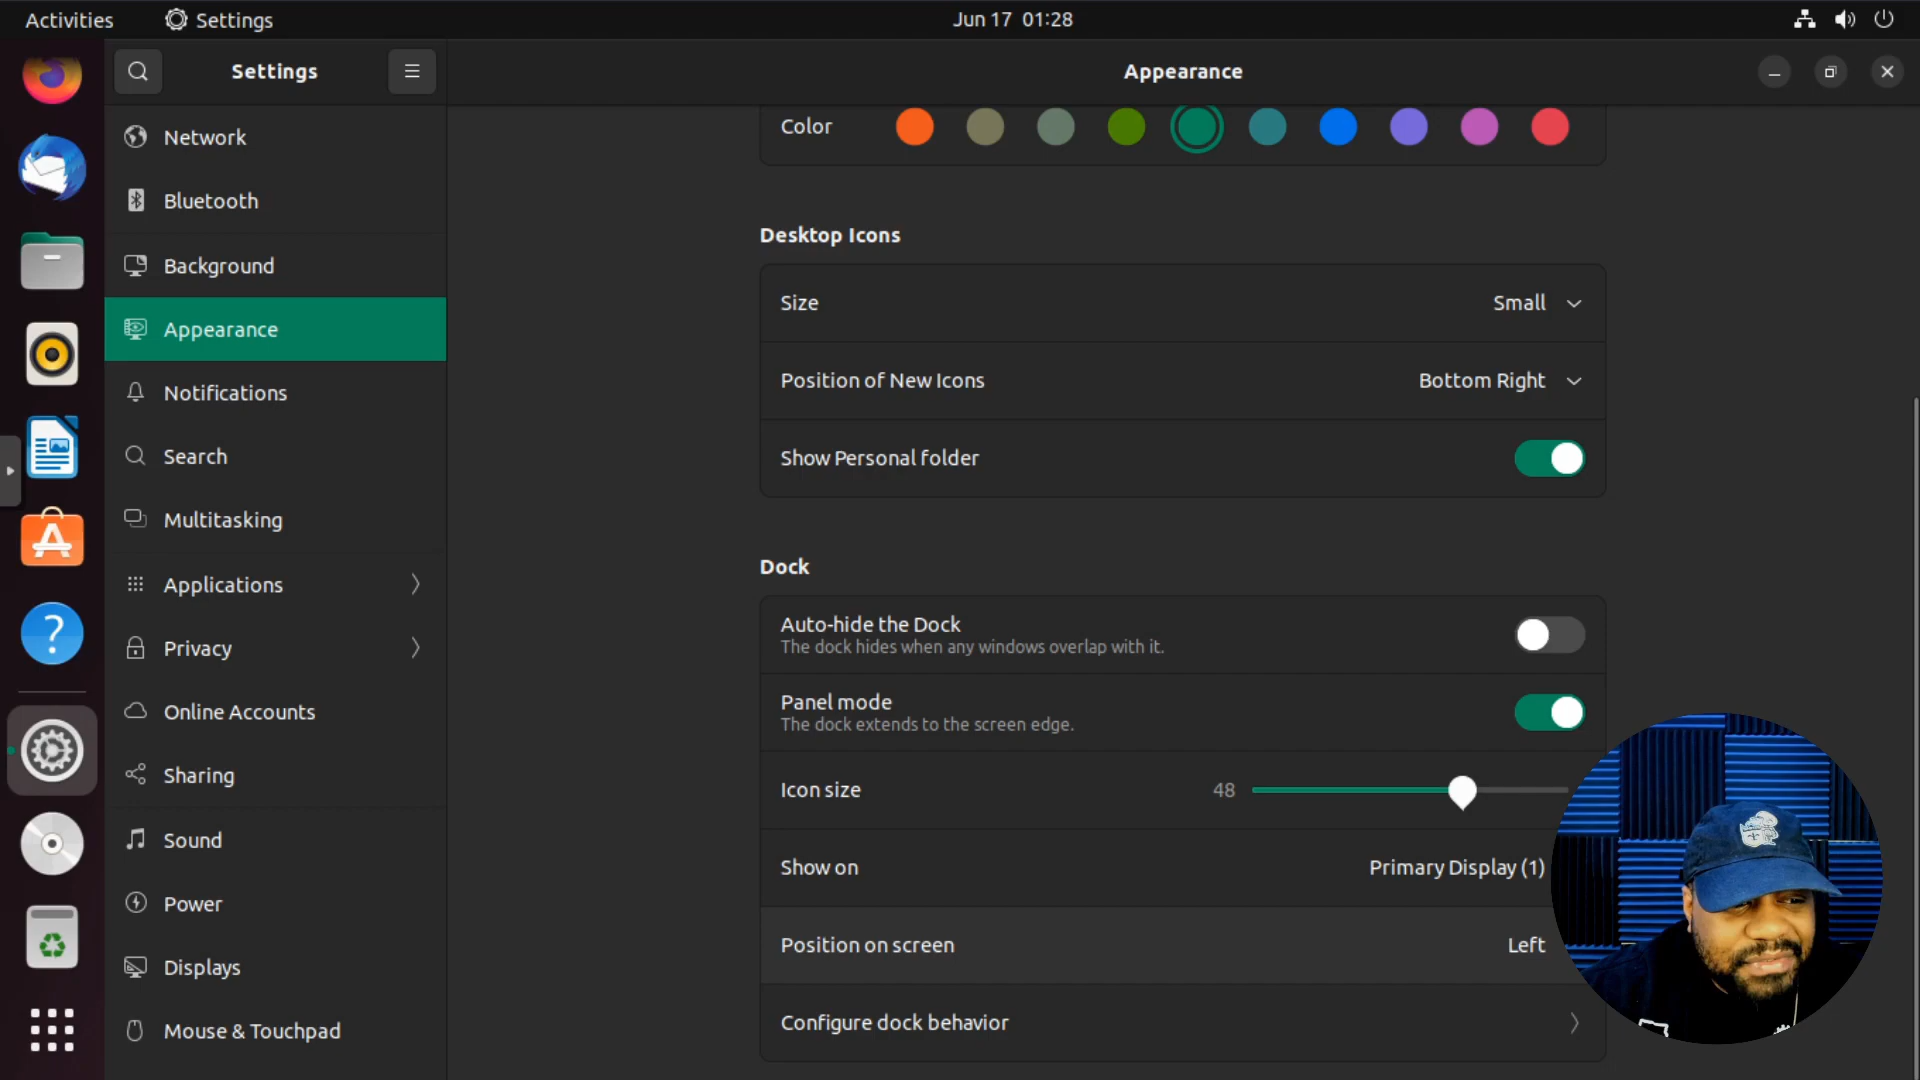 Activities
Settings
Jun 17 01:28
Settings
Appearance
Network
Bluetooth
Background
Appearance
Notifications
Search
Multitasking
Applications
Privacy
Online Accounts
Sharing
Sound
Power
Displays
Mouse & Touchpad
Color
Desktop Icons
Size
Small
Position of New Icons
Bottom Right
Show Personal folder
Dock
Auto-hide the Dock
The dock hides when any windows overlap with it.
Panel mode
The dock extends to the screen edge.
Icon size
48
Show on
Primary Display (1)
Position on screen
Left
Configure dock behavior